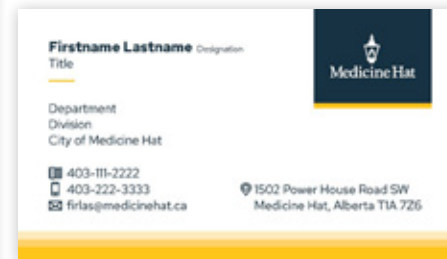 Firstname Lastname Designation
Title
Medicine Hat
Department
Division
City of Medicine Hat
403-111-2222
403-222-3333
firlas@medicinehat.ca
1502 Power House Road SW
Medicine Hat, Alberta T1A 7Z6